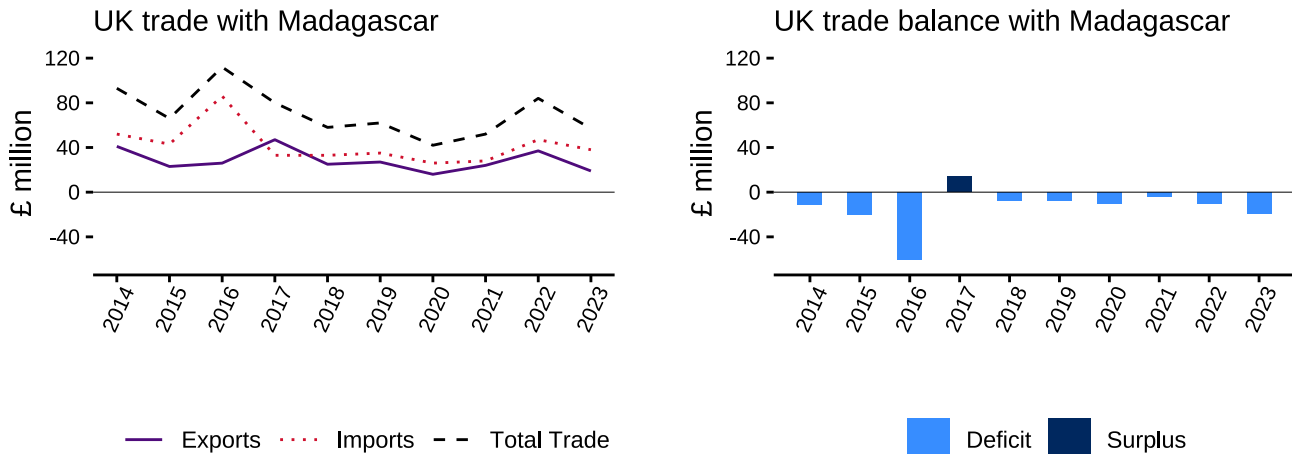 UK trade with Madagascar
120
80
40
0
-40
£ million
2014 2015 2016 2017 2018 2019 2020 2021 2022 2023
Exports Imports Total Trade
UK trade balance with Madagascar
120
80
40
0
-40
£ million
2014 2015 2016 2017 2018 2019 2020 2021 2022 2023
Deficit Surplus